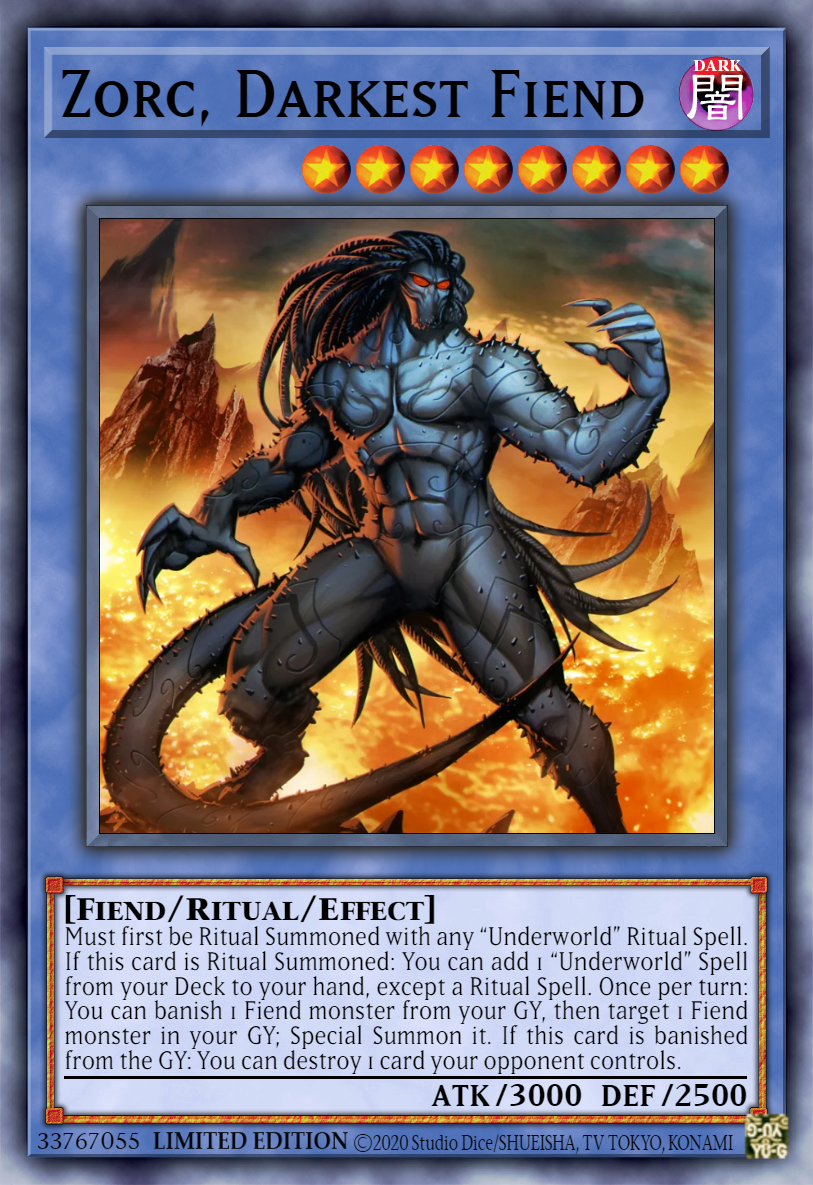 Zorc, Darkest Fiend
DARK
闇
[Fiend/Ritual/Effect]
Must first be Ritual Summoned with any “Underworld” Ritual Spell.
If this card is Ritual Summoned: You can add 1 “Underworld” Spell
from your Deck to your hand, except a Ritual Spell. Once per turn:
You can banish 1 Fiend monster from your GY, then target 1 Fiend
monster in your GY; Special Summon it. If this card is banished
from the GY: You can destroy 1 card your opponent controls.
ATK/3000 DEF/2500
33767055 LIMITED EDITION ©2020 Studio Dice/SHUEISHA, TV TOKYO, KONAMI